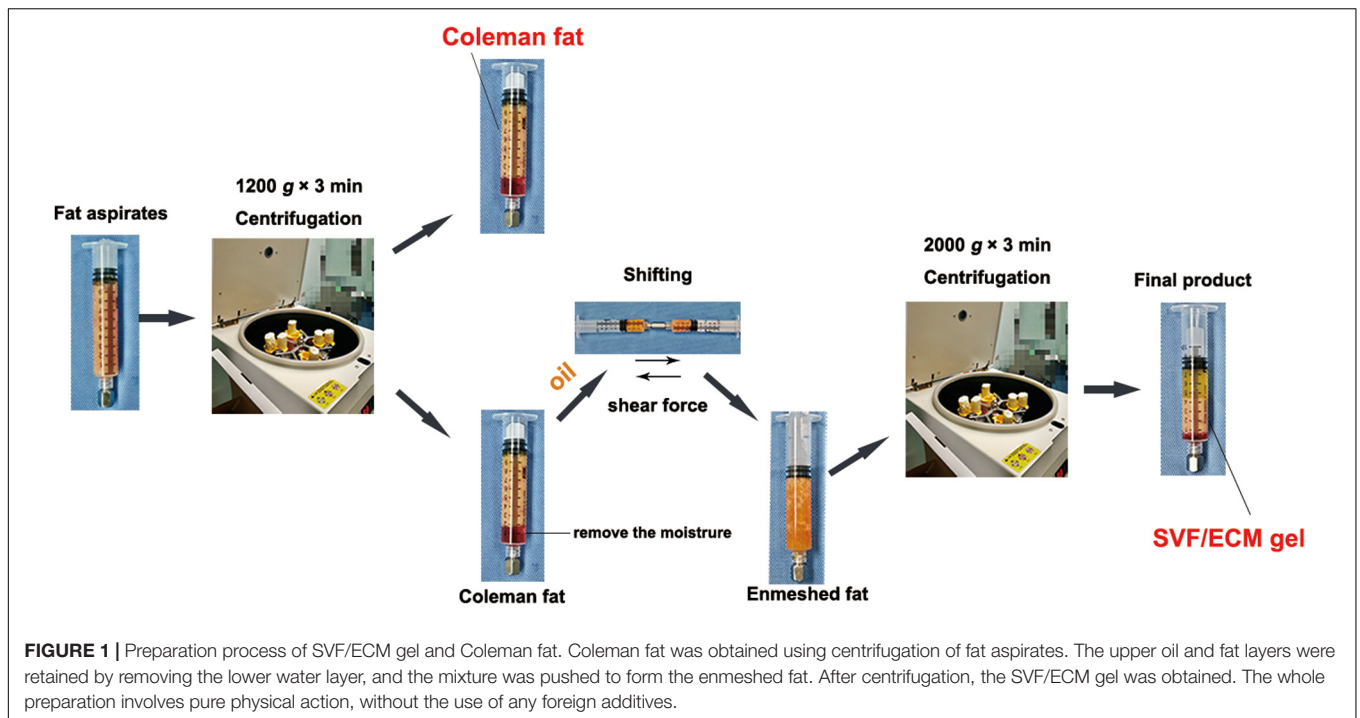 Coleman fat
1200 g × 3 min
Centrifugation
Fat aspirates
2000 g × 3 min
Centrifugation
Shifting
Final product
oil
shear force
remove the moistrure
SVF/ECM gel
Coleman fat
Enmeshed fat
FIGURE 1 | Preparation process of SVF/ECM gel and Coleman fat. Coleman fat was obtained using centrifugation of fat aspirates. The upper oil and fat layers were
retained by removing the lower water layer, and the mixture was pushed to form the enmeshed fat. After centrifugation, the SVF/ECM gel was obtained. The whole
preparation involves pure physical action, without the use of any foreign additives.